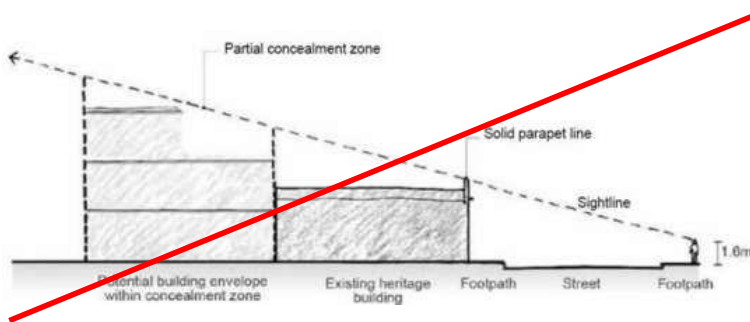 Partial concealment zone
Solid parapet line
Sightline
1.6m
Potential building envelope
within concealment zone
Existing heritage
building
Footpath
Street
Footpath